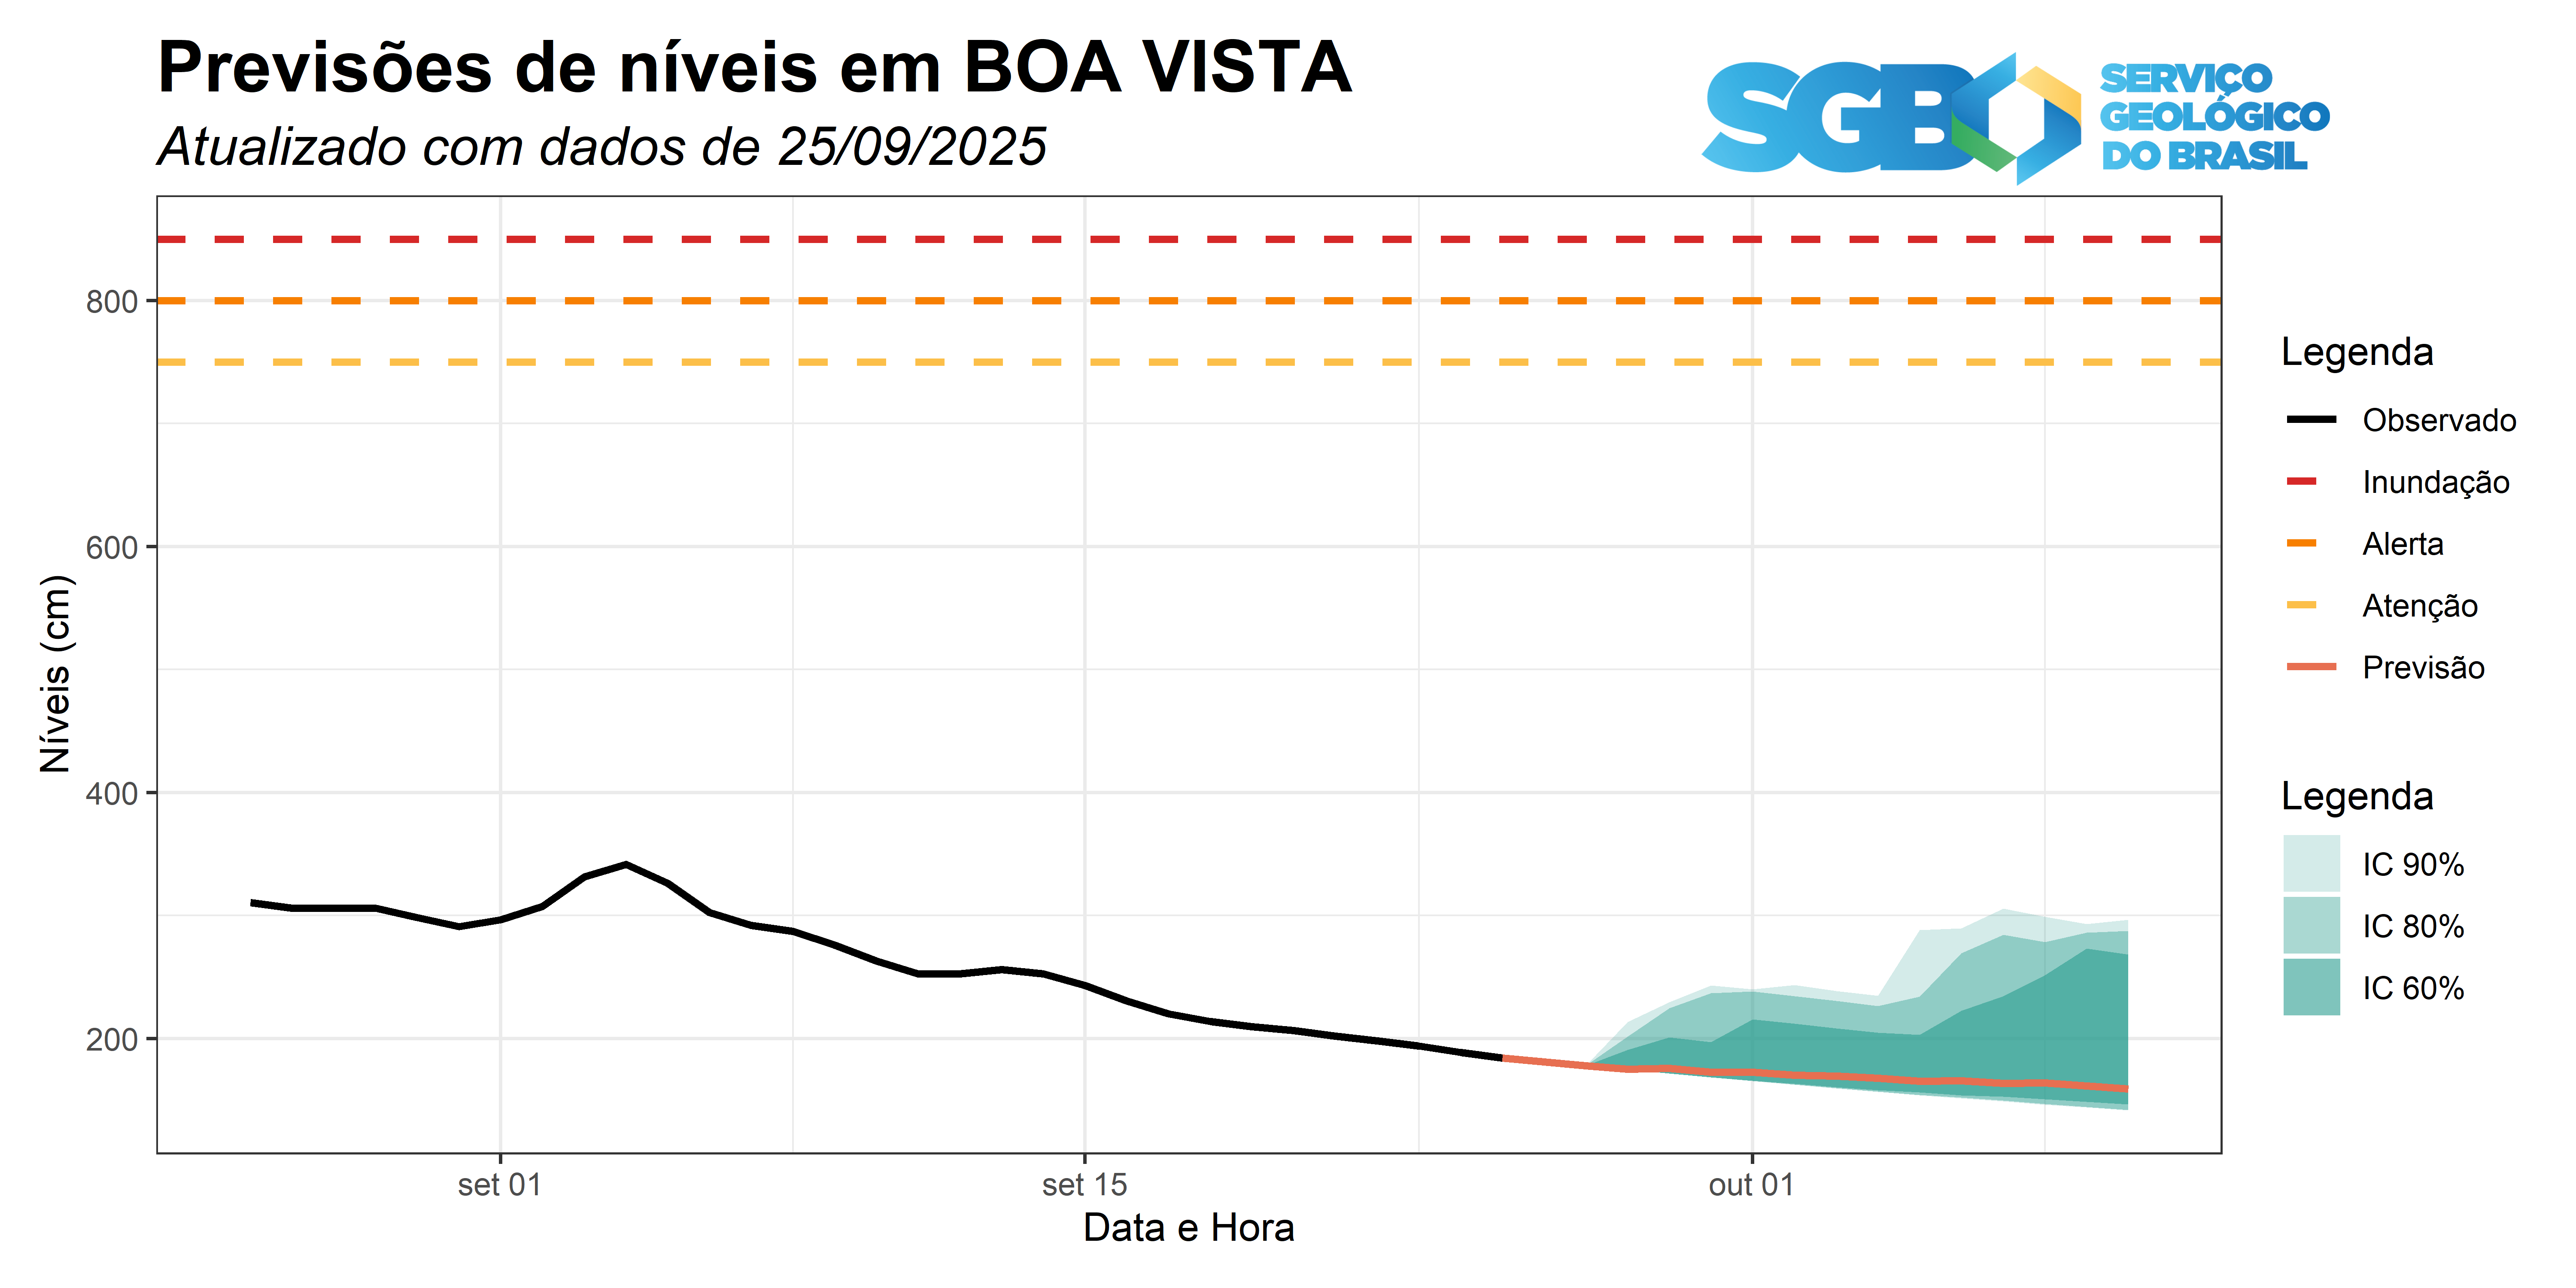 Previsões de níveis em BOA VISTA
Atualizado com dados de 25/09/2025
SGB
SERVIÇO
GEOLÓGICO
DO BRASIL
800
600
400
200
Níveis (cm)
set 01
set 15
out 01
Data e Hora
Legenda
Observado
Inundação
Alerta
Atenção
Previsão
Legenda
IC 90%
IC 80%
IC 60%